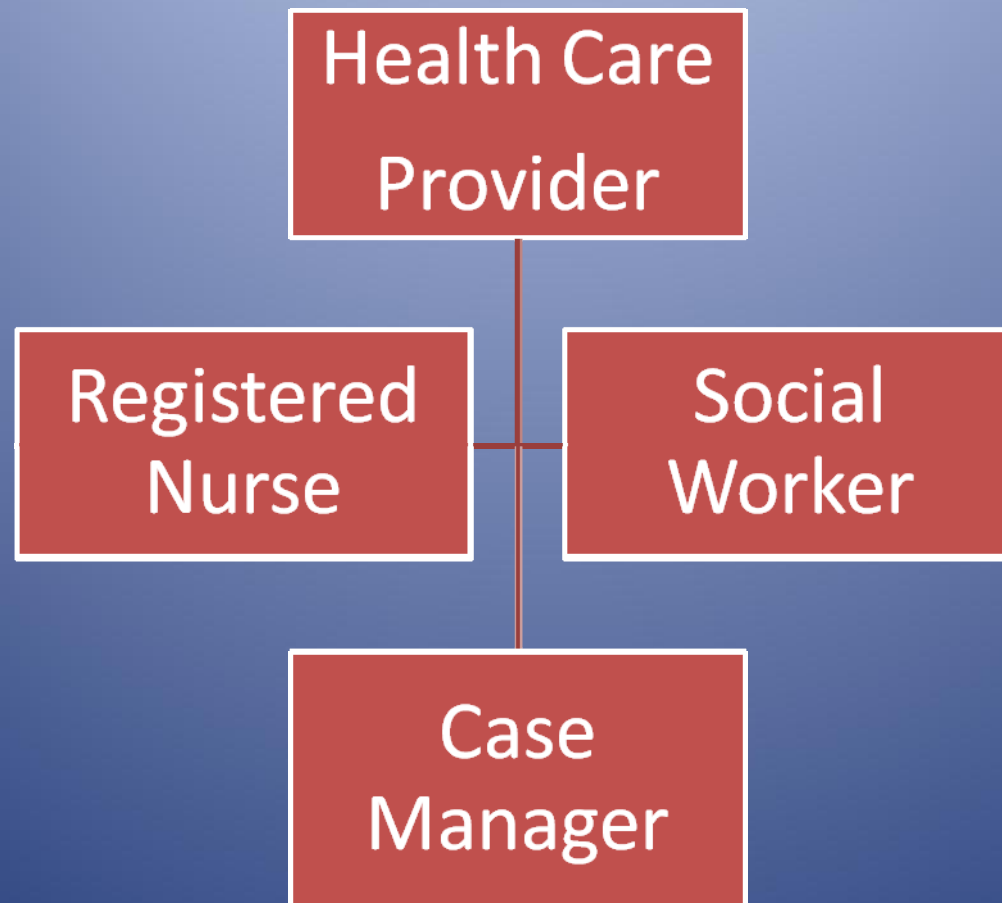 Health Care
Provider
Registered
Nurse
Social
Worker
Case
Manager